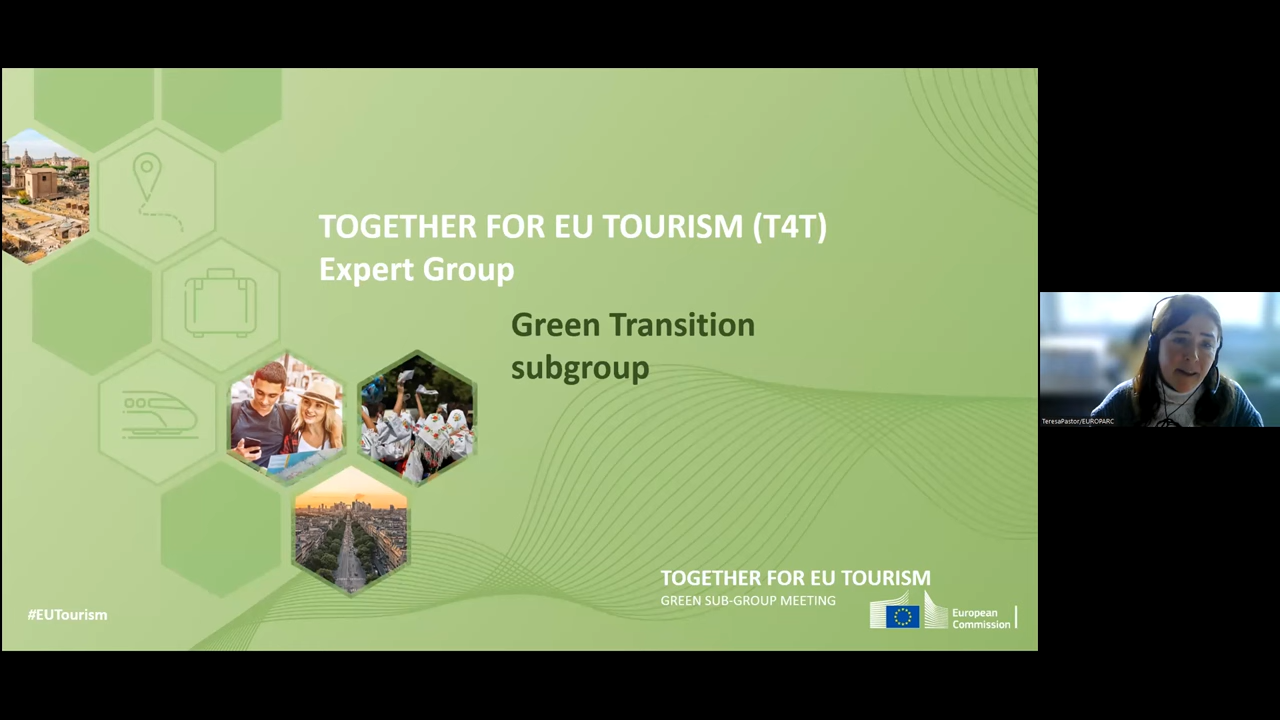 TOGETHER FOR EU TOURISM (T4T)
Expert Group
Green Transition
subgroup
TOGETHER FOR EU TOURISM
GREEN SUB-GROUP MEETING
European
Commission
#EUTourism
TeresaPastor/EUROPARC